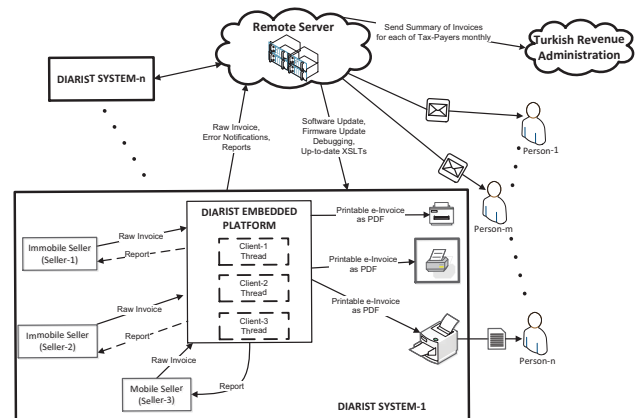 Remote Server
Send Summary of Invoices
for each of Tax-Payers monthly
Turkish Revenue
Administration
DIARIST SYSTEM-n
Raw Invoice,
Error Notifications,
Reports
Software Update,
Firmware Update
Debugging,
Up-to-date XSLTs
Person-1
Person-m
DIARIST EMBEDDED
PLATFORM
Client-1
Thread
Client-2
Thread
Client-3
Thread
Immobile Seller
(Seller-1)
Raw Invoice
Report
Immobile Seller
(Seller-2)
Raw Invoice
Report
Mobile Seller
(Seller-3)
Raw Invoice
Report
Printable e-Invoice
as PDF
Printable e-Invoice
as PDF
Printable e-Invoice
as PDF
Person-n
DIARIST SYSTEM-1